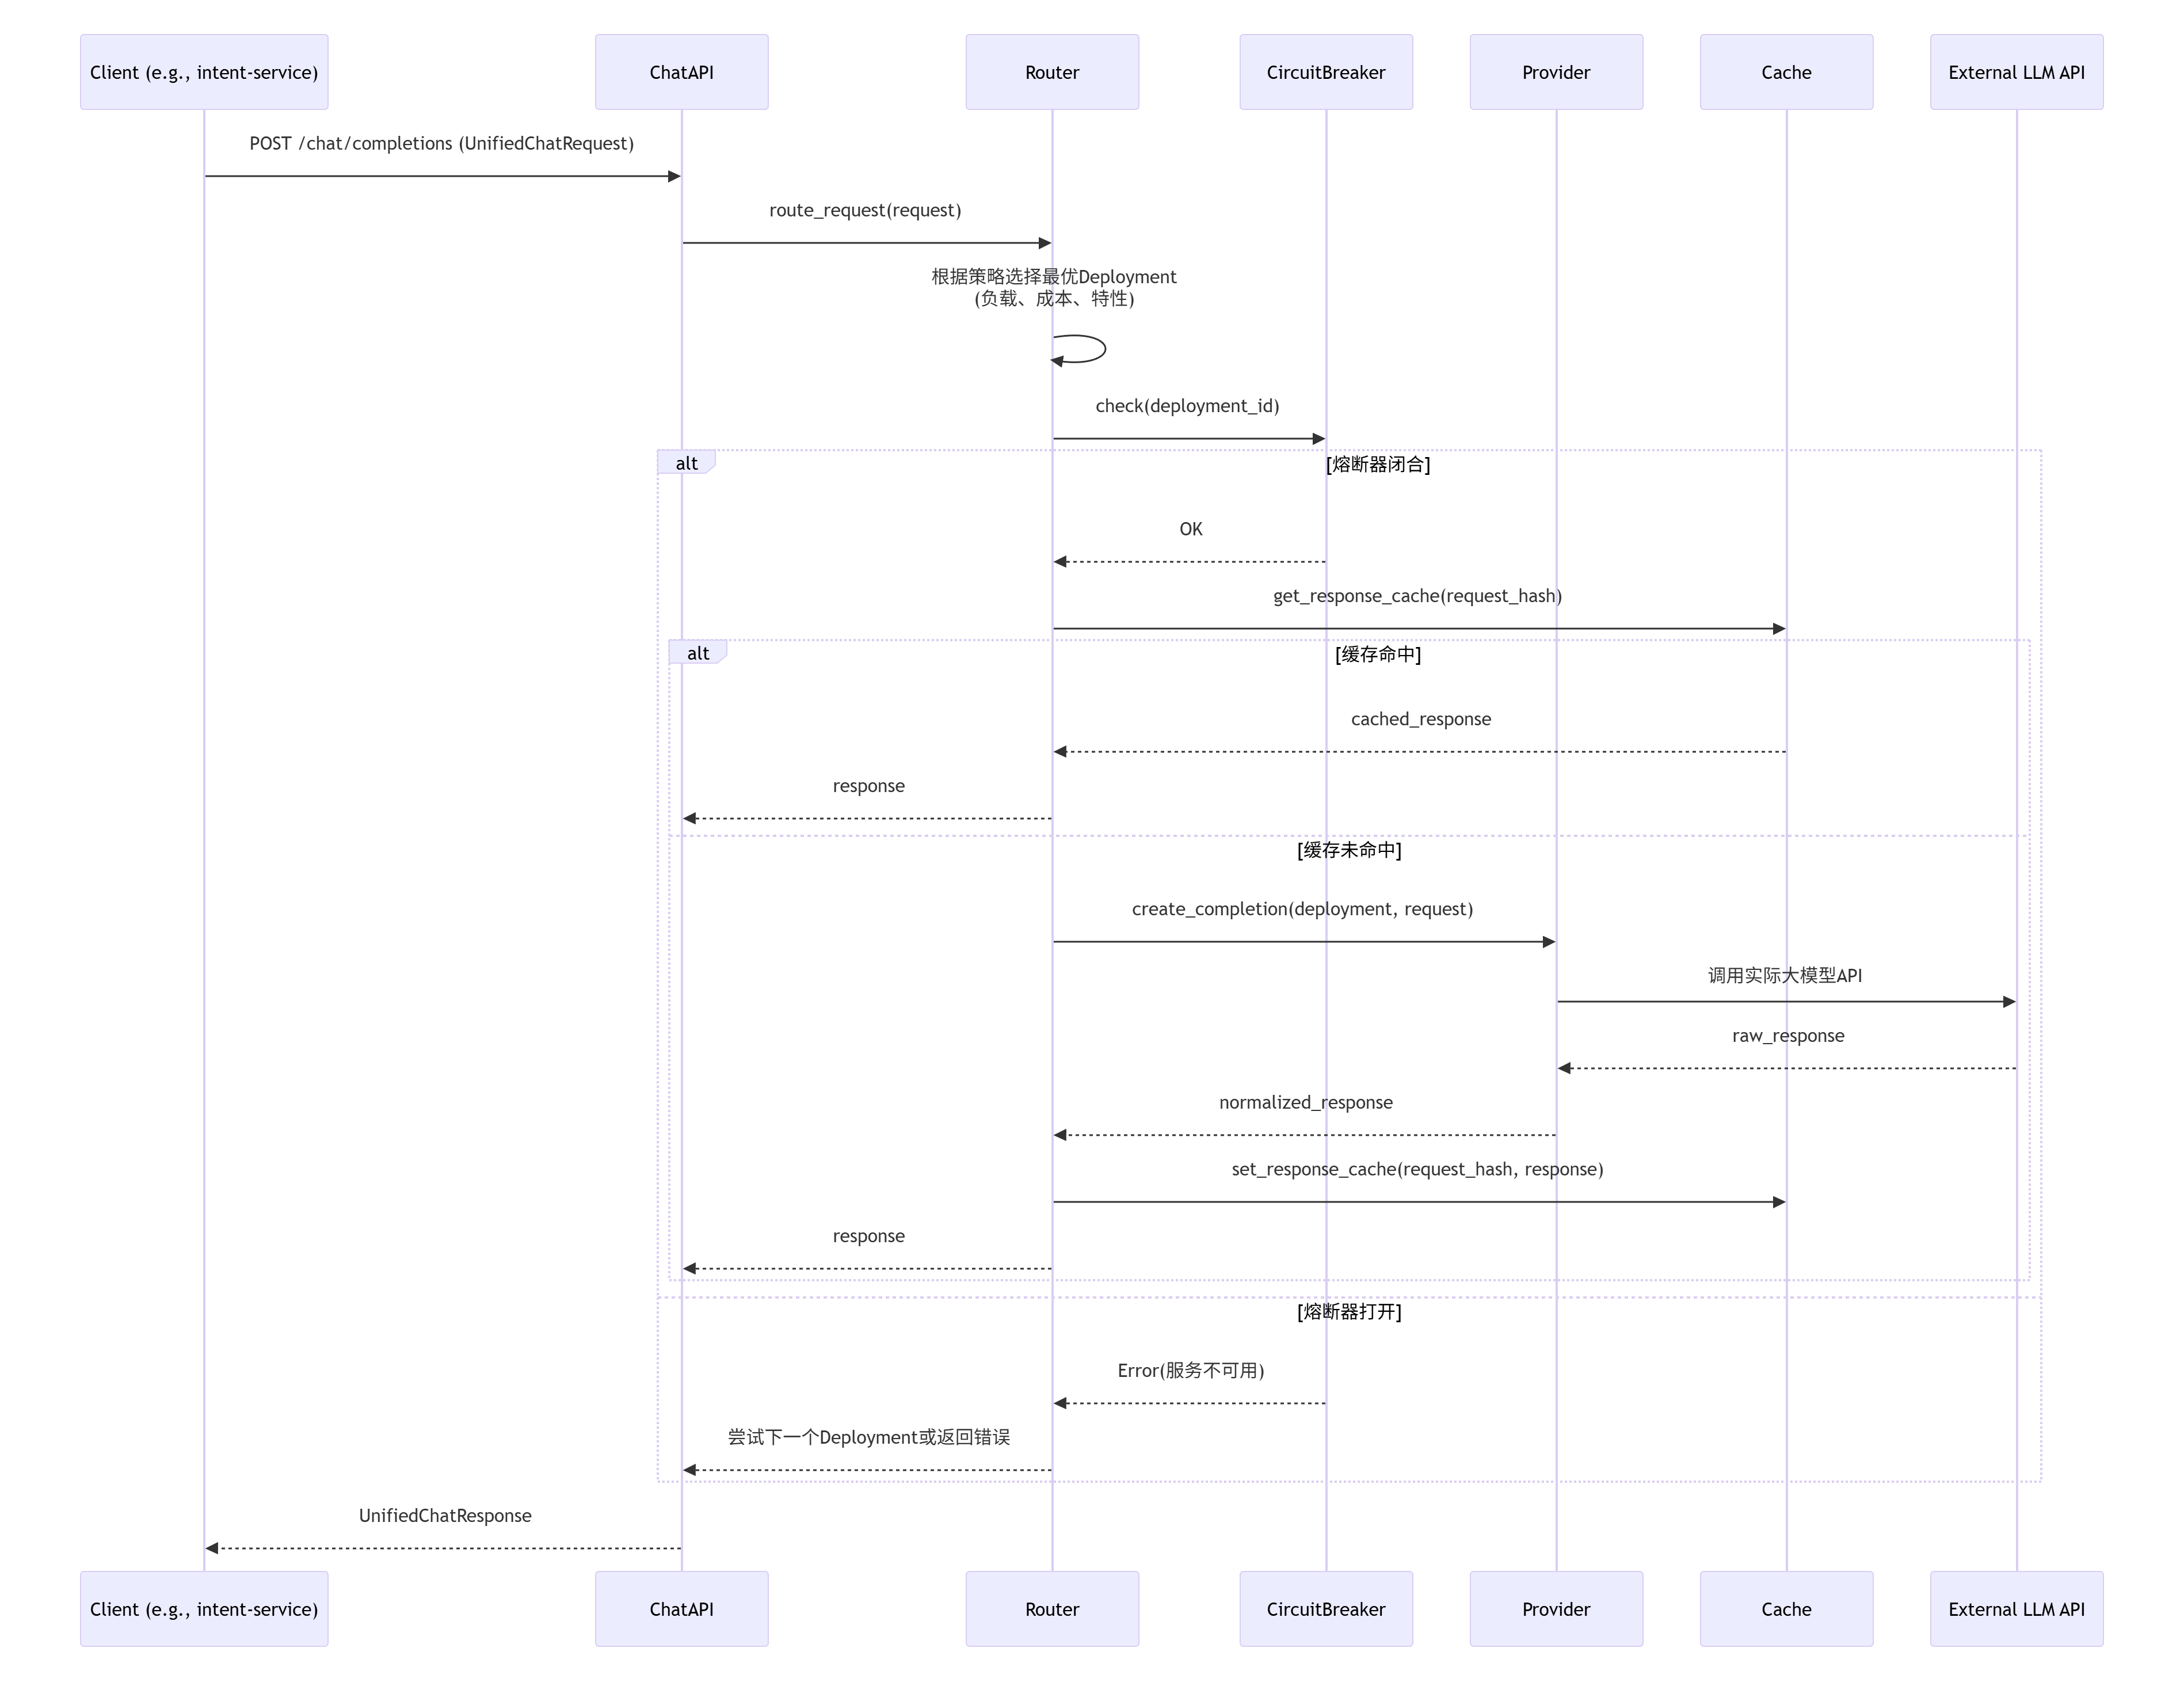 Client (e.g., intent-service)
ChatAPI
Router
CircuitBreaker
Provider
Cache
External LLM API
POST /chat/completions (UnifiedChatRequest)
route_request(request)
根据策略选择最优Deployment
(负载、成本、特性)
check(deployment_id)
alt
[熔断器闭合]
OK
get_response_cache(request_hash)
alt
[缓存命中]
cached_response
response
[缓存未命中]
create_completion(deployment, request)
调用实际大模型API
raw_response
normalized_response
set_response_cache(request_hash, response)
response
[熔断器打开]
Error(服务不可用)
尝试下一个Deployment或返回错误
UnifiedChatResponse
Client (e.g., intent-service)
ChatAPI
Router
CircuitBreaker
Provider
Cache
External LLM API